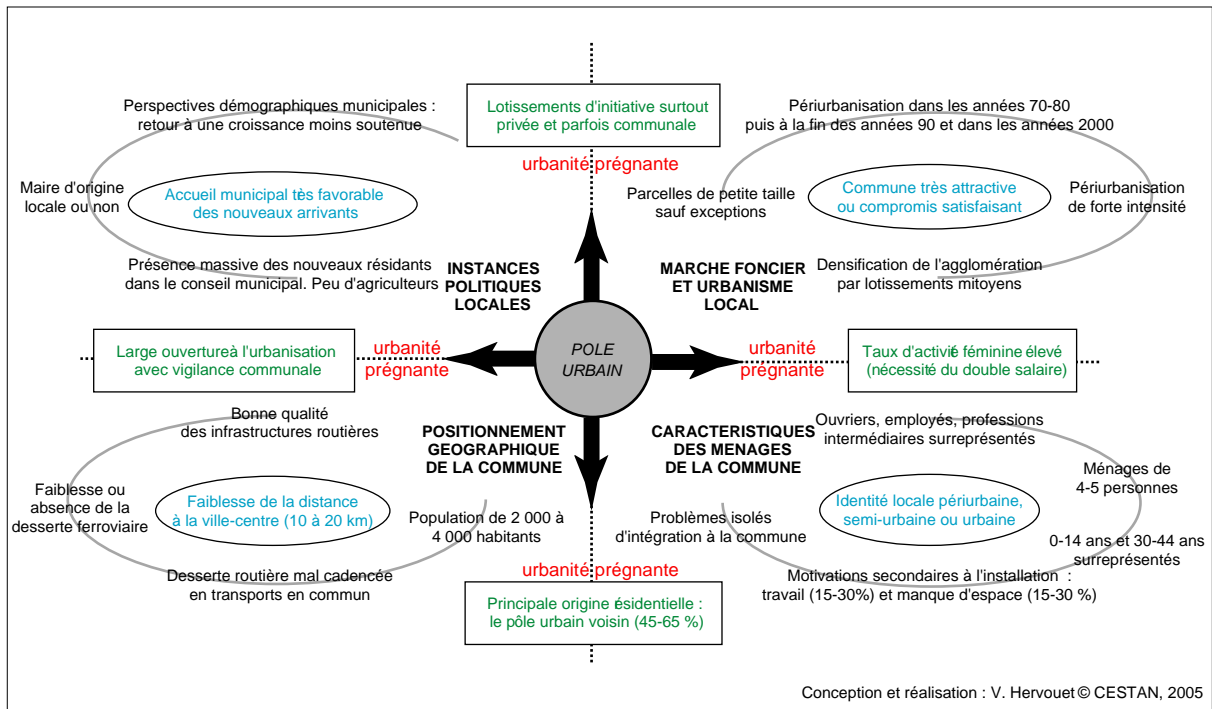 Perspectives démographiques municipales :
retour à une croissance moins soutenue
Lotissements d'initiative surtout
privée et parfois communale
Périurbanisation dans les années 70-80
puis à la fin des années 90 et dans les années 2000
urbanité prégnante
Maire d'origine
locale ou non
Accueil municipal tès favorable
des nouveaux arrivants
Parcelles de petite taille
sauf exceptions
Commune très attractive
ou compromis satisfaisant
Périurbanisation
de forte intensité
Présence massive des nouveaux résidants
dans le conseil municipal. Peu d'agriculteurs
INSTANCES
POLITIQUES
LOCALES
MARCHE FONCIER
ET URBANISME
LOCAL
Densification de l'agglomération
par lotissements mitoyens
Large ouvertureà l'urbanisation
avec vigilance communale
urbanité
prégnante
POLE
URBAIN
urbanité
prégnante
Taux d'activité féminine élevé
(nécessité du double salaire)
Bonne qualité
des infrastructures routières
POSITIONNEMENT
GEOGRAPHIQUE
DE LA COMMUNE
CARACTERISTIQUES
DES MENAGES
DE LA COMMUNE
Ouvriers, employés, professions
intermédiaires surreprésentés
Faiblesse ou
absence de la
desserte ferroviaire
Faiblesse de la distance
à la ville-centre (10 à 20 km)
Population de 2 000 à
4 000 habitants
Problèmes isolés
d'intégration à la commune
Identité locale périurbaine,
semi-urbaine ou urbaine
Ménages de
4-5 personnes
0-14 ans et 30-44 ans
surreprésentés
Desserte routière mal cadencée
en transports en commun
urbanité prégnante
Motivations secondaires à l'installation :
travail (15-30%) et manque d'espace (15-30 %)
Principale origine ésidentielle :
le pôle urbain voisin (45-65 %)
Conception et réalisation : V. Hervouet © CESTAN, 2005